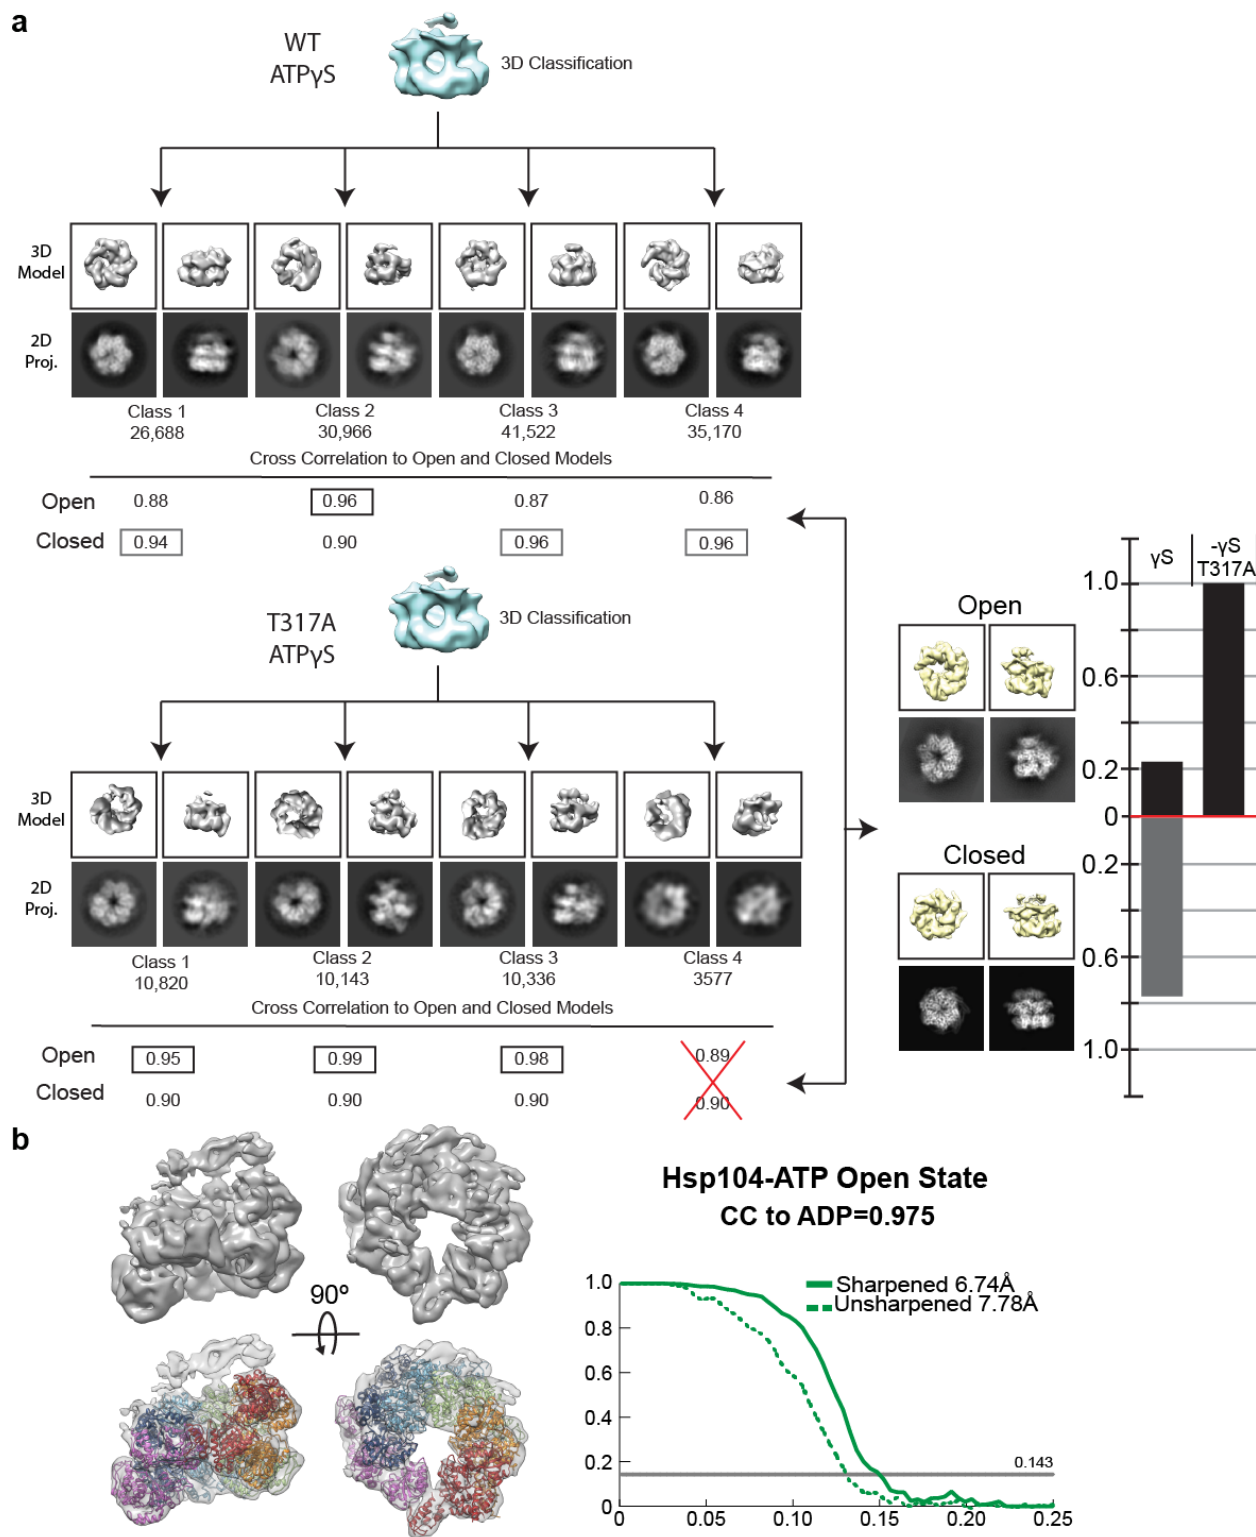 a
WT
ATPγS
3D Classification
3D
Model
2D
Proj.
Class 1
26,688
Class 2
30,966
Class 3
41,522
Class 4
35,170
Cross Correlation to Open and Closed Models
Open 0.88 0.96 0.87 0.86
Closed 0.94 0.90 0.96 0.96
T317A
ATPγS
3D Classification
3D
Model
2D
Proj.
Class 1
10,820
Class 2
10,143
Class 3
10,336
Class 4
3577
Cross Correlation to Open and Closed Models
Open 0.95 0.99 0.98 0.89
Closed 0.90 0.90 0.90 0.90
Open
Closed
γS
-γS
T317A
1.0
0.6
0.2
0
0.2
0.6
1.0
b
90º
Hsp104-ATP Open State
CC to ADP=0.975
Sharpened 6.74Å
Unsharpened 7.78Å
1.0
0.8
0.6
0.4
0.2
0
0.143
0 0.05 0.10 0.15 0.20 0.25